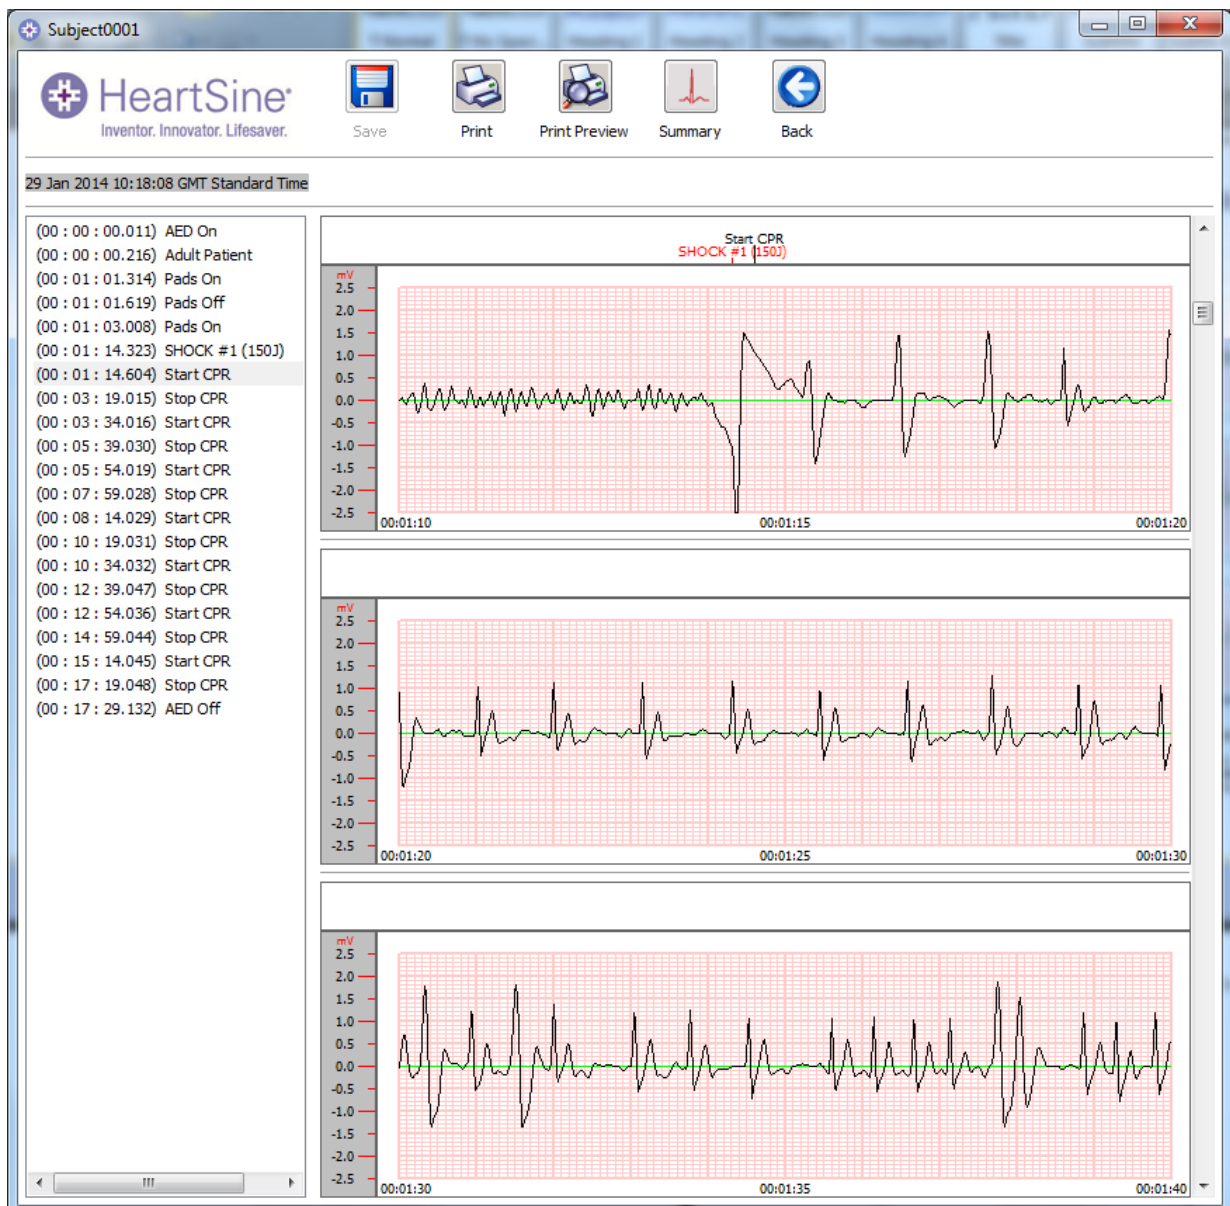 Subject0001
HeartSine®
Inventor. Innovator. Lifesaver.
Save
Print
Print Preview
Summary
Back
29 Jan 2014 10:18:08 GMT Standard Time
(00 : 00 : 00.011) AED On
(00 : 00 : 00.216) Adult Patient
(00 : 01 : 01.314) Pads On
(00 : 01 : 01.619) Pads Off
(00 : 01 : 03.008) Pads On
(00 : 01 : 14.323) SHOCK #1 (150J)
(00 : 01 : 14.604) Start CPR
(00 : 03 : 19.015) Stop CPR
(00 : 03 : 34.016) Start CPR
(00 : 05 : 39.030) Stop CPR
(00 : 05 : 54.019) Start CPR
(00 : 07 : 59.028) Stop CPR
(00 : 08 : 14.029) Start CPR
(00 : 10 : 19.031) Stop CPR
(00 : 10 : 34.032) Start CPR
(00 : 12 : 39.047) Stop CPR
(00 : 12 : 54.036) Start CPR
(00 : 14 : 59.044) Stop CPR
(00 : 15 : 14.045) Start CPR
(00 : 17 : 19.048) Stop CPR
(00 : 17 : 29.132) AED Off
Start CPR
SHOCK #1 (150J)
mV
2.5
2.0
1.5
1.0
0.5
0.0
-0.5
-1.0
-1.5
-2.0
-2.5
00:01:10 00:01:15 00:01:20
mV
2.5
2.0
1.5
1.0
0.5
0.0
-0.5
-1.0
-1.5
-2.0
-2.5
00:01:20 00:01:25 00:01:30
mV
2.5
2.0
1.5
1.0
0.5
0.0
-0.5
-1.0
-1.5
-2.0
-2.5
00:01:30 00:01:35 00:01:40